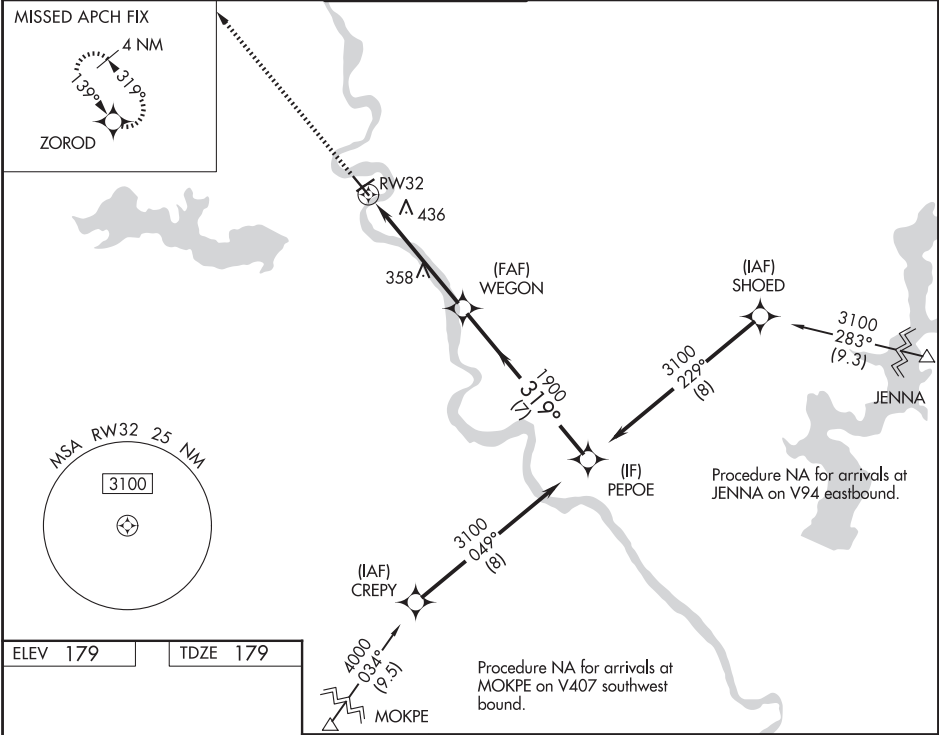 MISSED APCH FIX
4 NM
139°
319°
ZOROD
RW32
436
358
(FAF)
WEGON
(IAF)
SHOED
3100
283°
(9.3)
JENNA
3100
229°
(8)
1900
319°
(7)
(IF)
PEPOE
Procedure NA for arrivals at
JENNA on V94 eastbound.
MSA RW32 25 NM
3100
3100
049°
(8)
(IAF)
CREPY
4000
034°
(9.5)
MOKPE
Procedure NA for arrivals at
MOKPE on V407 southwest
bound.
ELEV 179
TDZE 179